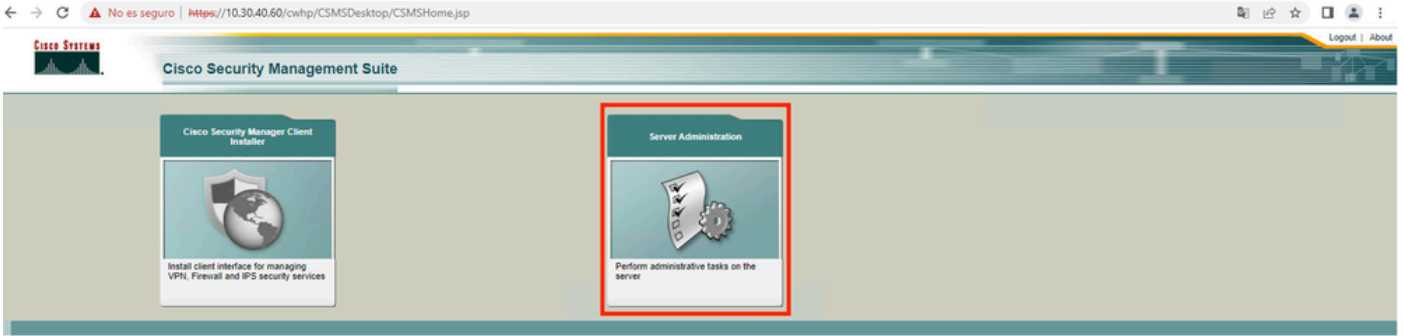 No es seguro | https://10.30.40.60/cwhp/CSMSDesktop/CSMSHome.jsp
Logout | About
CISCO SYSTEMS
Cisco Security Management Suite
Cisco Security Manager Client
Installer
Install client interface for managing
VPN, Firewall and IPS security services
Server Administration
Perform administrative tasks on the
server